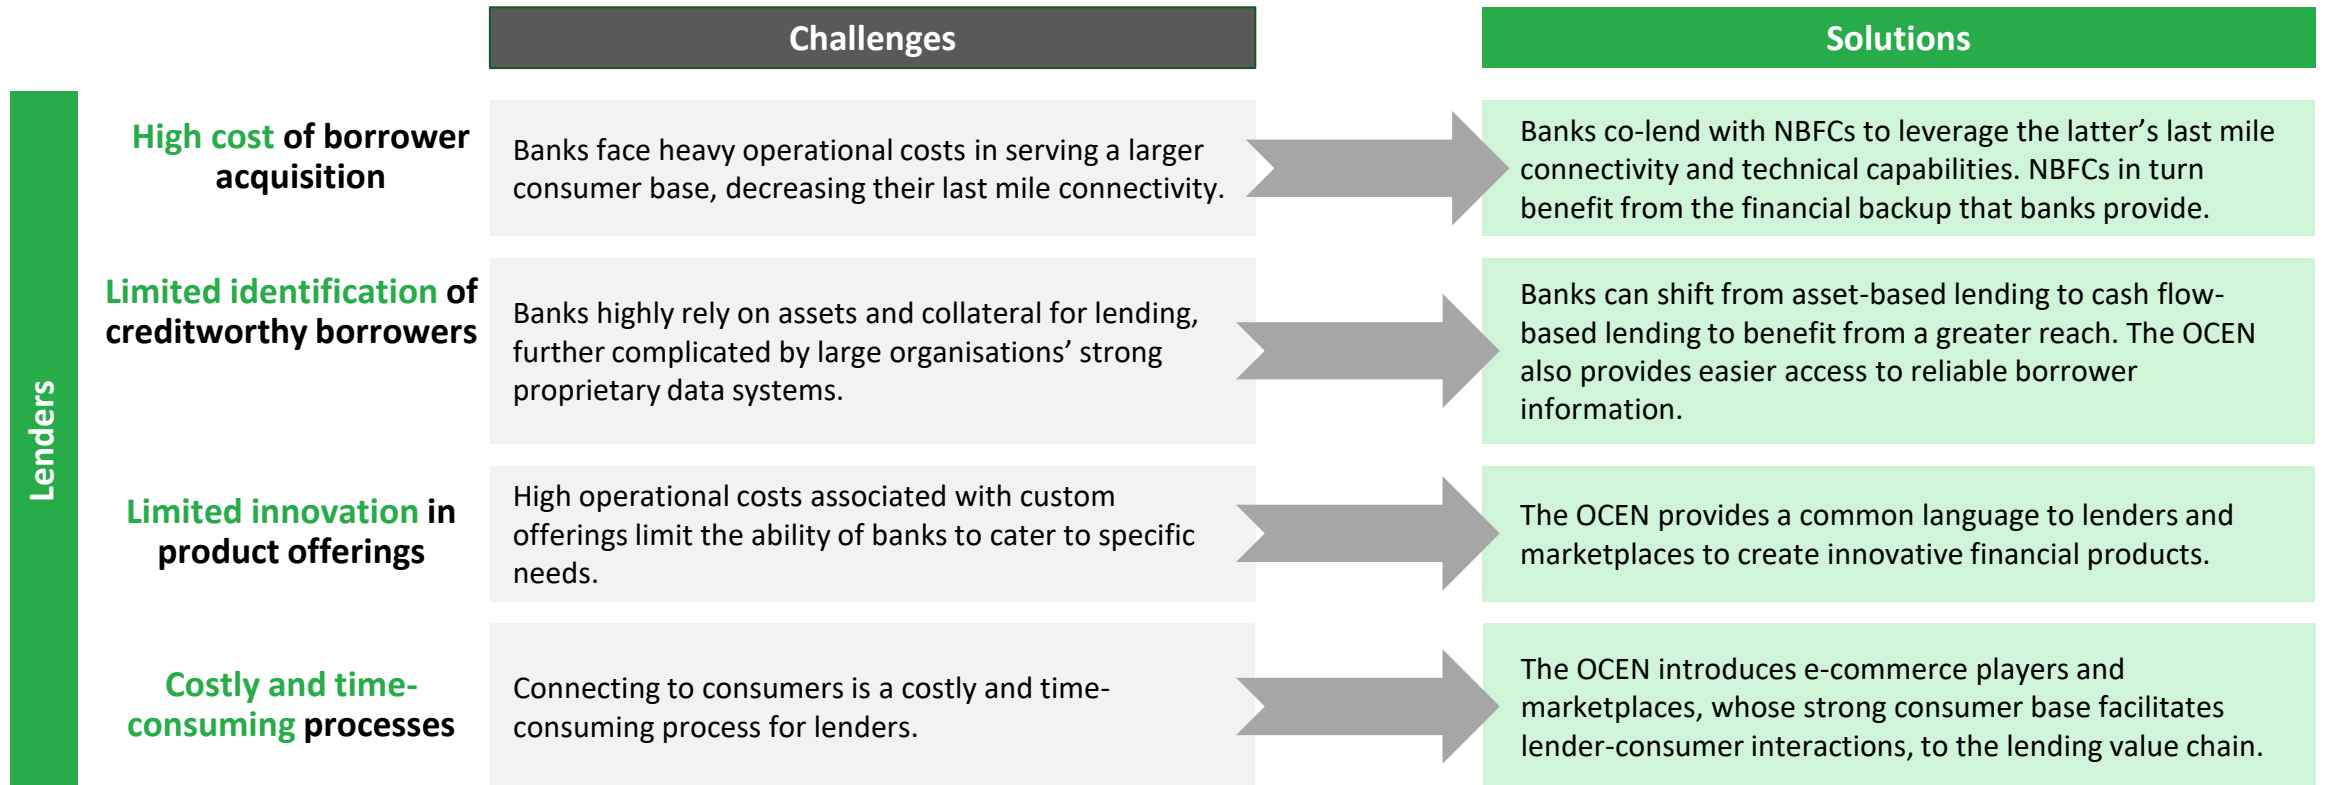 Challenges
Solutions
Lenders
High cost of borrower
acquisition
Banks face heavy operational costs in serving a larger
consumer base, decreasing their last mile connectivity.
Banks co-lend with NBFCs to leverage the latter’s last mile
connectivity and technical capabilities. NBFCs in turn
benefit from the financial backup that banks provide.
Limited identification of
creditworthy borrowers
Banks highly rely on assets and collateral for lending,
further complicated by large organisations’ strong
proprietary data systems.
Banks can shift from asset-based lending to cash flow-
based lending to benefit from a greater reach. The OCEN
also provides easier access to reliable borrower
information.
Limited innovation in
product offerings
High operational costs associated with custom
offerings limit the ability of banks to cater to specific
needs.
The OCEN provides a common language to lenders and
marketplaces to create innovative financial products.
Costly and time-
consuming processes
Connecting to consumers is a costly and time-
consuming process for lenders.
The OCEN introduces e-commerce players and
marketplaces, whose strong consumer base facilitates
lender-consumer interactions, to the lending value chain.